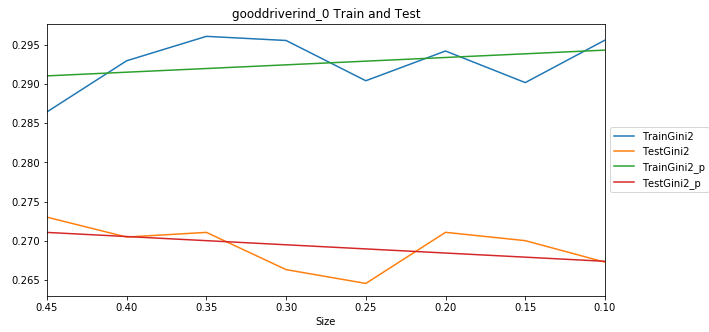 gooddriverind_0 Train and Test
0.295
0.290
0.285
0.280
0.275
0.270
0.265
0.45 0.40 0.35 0.30 0.25 0.20 0.15 0.10
Size
TrainGini2
TestGini2
TrainGini2_p
TestGini2_p